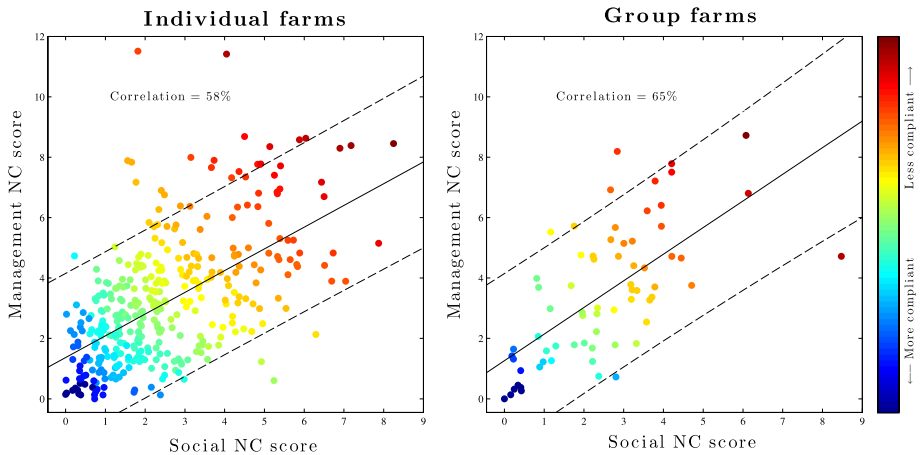 Individual farms
Group farms
12
10
8
6
4
2
0
Management NC score
Correlation = 58%
0 1 2 3 4 5 6 7 8 9
Social NC score
12
10
8
6
4
2
0
Management NC score
Correlation = 65%
0 1 2 3 4 5 6 7 8 9
Social NC score
⟵ More compliant
Less compliant ⟶